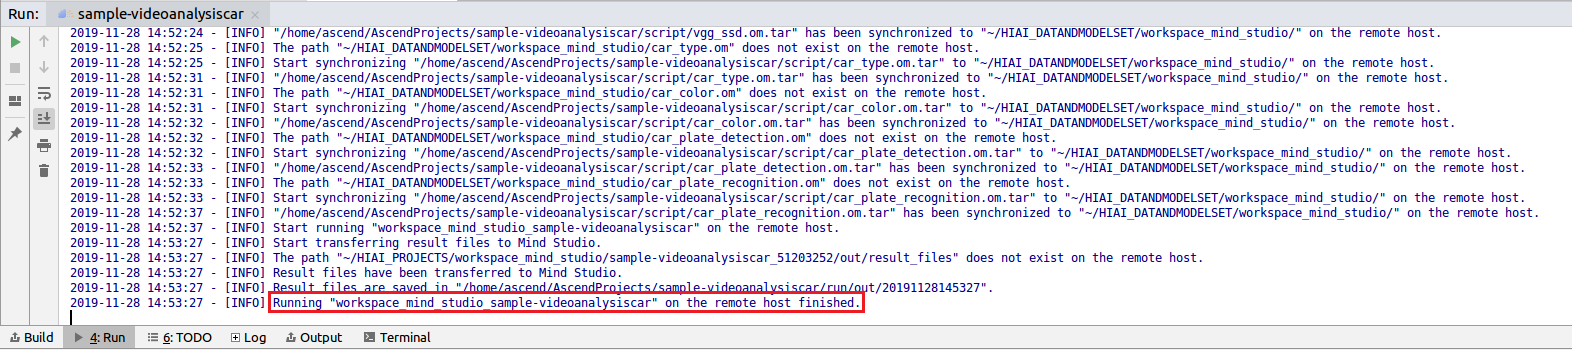 Run: sample-videoanalysiscar
2019-11-28 14:52:24 - [INFO] "/home/ascend/AscendProjects/sample-videoanalysiscar/script/vgg_ssd.om.tar" has been synchronized to "~/HIAI_DATANDMODELSET/workspace_mind_studio/" on the remote host.
2019-11-28 14:52:25 - [INFO] The path "~/HIAI_DATANDMODELSET/workspace_mind_studio/car_type.om" does not exist on the remote host.
2019-11-28 14:52:25 - [INFO] Start synchronizing "/home/ascend/AscendProjects/sample-videoanalysiscar/script/car_type.om.tar" to "~/HIAI_DATANDMODELSET/workspace_mind_studio/" on the remote host.
2019-11-28 14:52:31 - [INFO] "/home/ascend/AscendProjects/sample-videoanalysiscar/script/car_type.om.tar" has been synchronized to "~/HIAI_DATANDMODELSET/workspace_mind_studio/" on the remote host.
2019-11-28 14:52:31 - [INFO] The path "~/HIAI_DATANDMODELSET/workspace_mind_studio/car_color.om" does not exist on the remote host.
2019-11-28 14:52:31 - [INFO] Start synchronizing "/home/ascend/AscendProjects/sample-videoanalysiscar/script/car_color.om.tar" to "~/HIAI_DATANDMODELSET/workspace_mind_studio/" on the remote host.
2019-11-28 14:52:32 - [INFO] "/home/ascend/AscendProjects/sample-videoanalysiscar/script/car_color.om.tar" has been synchronized to "~/HIAI_DATANDMODELSET/workspace_mind_studio/" on the remote host.
2019-11-28 14:52:32 - [INFO] The path "~/HIAI_DATANDMODELSET/workspace_mind_studio/car_plate_detection.om" does not exist on the remote host.
2019-11-28 14:52:32 - [INFO] Start synchronizing "/home/ascend/AscendProjects/sample-videoanalysiscar/script/car_plate_detection.om.tar" to "~/HIAI_DATANDMODELSET/workspace_mind_studio/" on the remote host.
2019-11-28 14:52:33 - [INFO] "/home/ascend/AscendProjects/sample-videoanalysiscar/script/car_plate_detection.om.tar" has been synchronized to "~/HIAI_DATANDMODELSET/workspace_mind_studio/" on the remote host.
2019-11-28 14:52:33 - [INFO] The path "~/HIAI_DATANDMODELSET/workspace_mind_studio/car_plate_recognition.om" does not exist on the remote host.
2019-11-28 14:52:33 - [INFO] Start synchronizing "/home/ascend/AscendProjects/sample-videoanalysiscar/script/car_plate_recognition.om.tar" to "~/HIAI_DATANDMODELSET/workspace_mind_studio/" on the remote host.
2019-11-28 14:52:37 - [INFO] "/home/ascend/AscendProjects/sample-videoanalysiscar/script/car_plate_recognition.om.tar" has been synchronized to "~/HIAI_DATANDMODELSET/workspace_mind_studio/" on the remote host.
2019-11-28 14:52:37 - [INFO] Start running "workspace_mind_studio_sample-videoanalysiscar" on the remote host.
2019-11-28 14:53:27 - [INFO] Start transferring result files to Mind Studio.
2019-11-28 14:53:27 - [INFO] The path "~/HIAI_PROJECTS/workspace_mind_studio/sample-videoanalysiscar_51203252/out/result_files" does not exist on the remote host.
2019-11-28 14:53:27 - [INFO] Result files have been transferred to Mind Studio.
2019-11-28 14:53:27 - [INFO] Result files are saved in "/home/ascend/AscendProjects/sample-videoanalysiscar/run/out/20191128145327".
2019-11-28 14:53:27 - [INFO] Running "workspace_mind_studio_sample-videoanalysiscar" on the remote host finished.
Build 4: Run 6: TODO Log Output Terminal